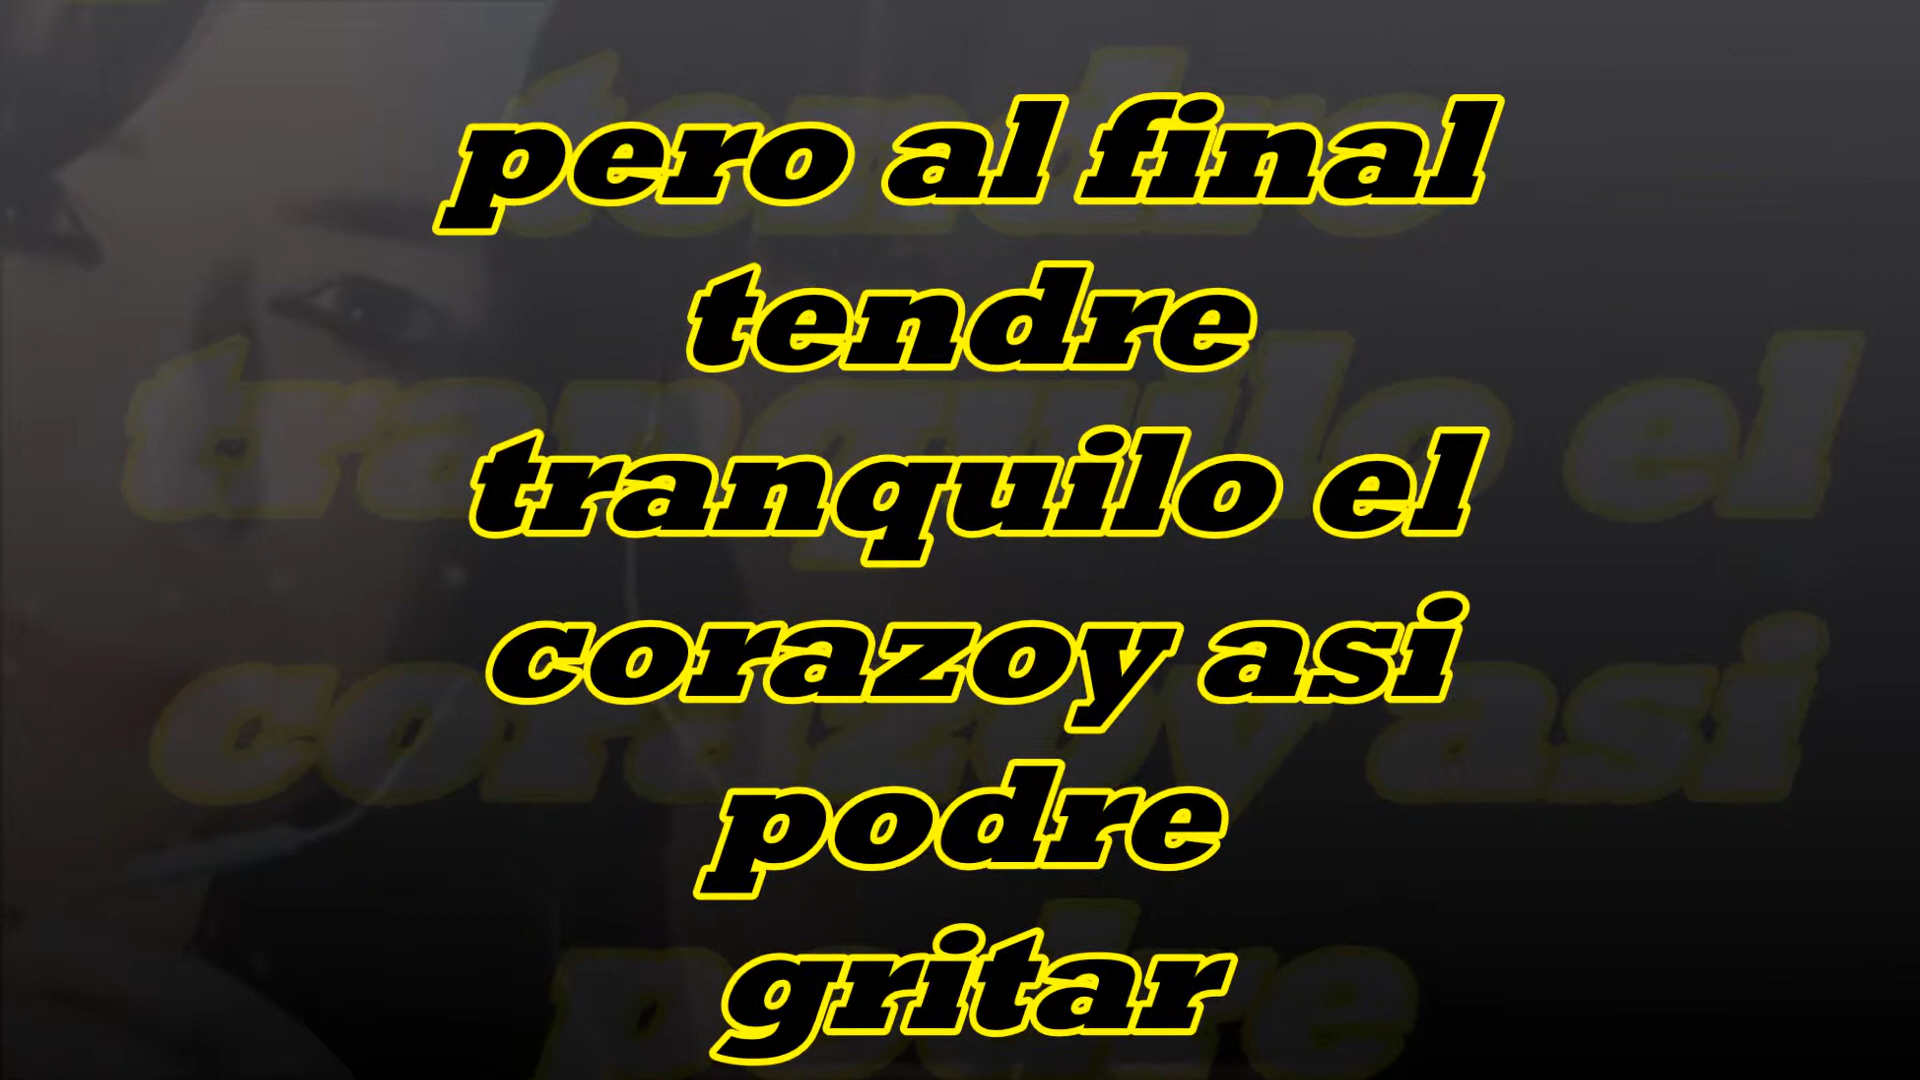 pero al final
tendre
tranquilo el
corazoy asi
podre
gritar